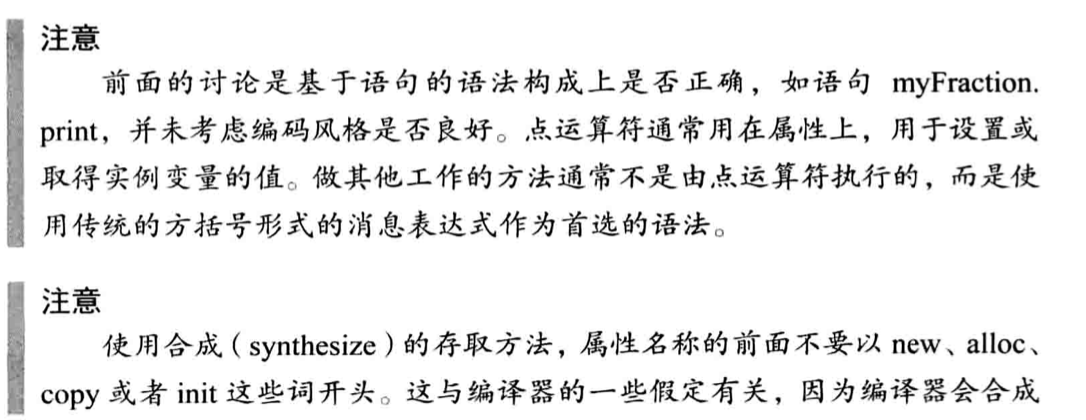 注意
前面的讨论是基于语句的语法构成上是否正确，如语句 myFraction.
print，并未考虑编码风格是否良好。点运算符通常用在属性上，用于设置或
取得实例变量的值。做其他工作的方法通常不是由点运算符执行的，而是使
用传统的方括号形式的消息表达式作为首选的语法。
注意
使用合成（synthesize）的存取方法，属性名称的前面不要以 new、alloc、
copy 或者 init 这些词开头。这与编译器的一些假定有关，因为编译器会合成